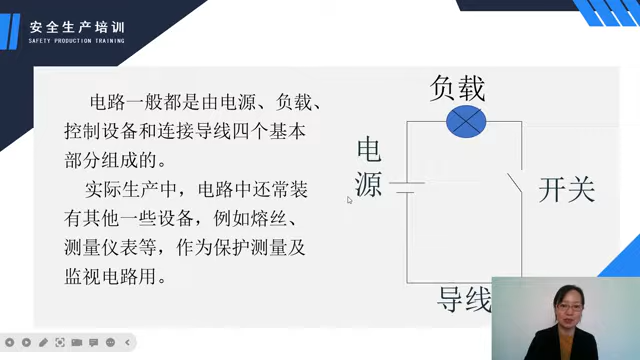 安全生产培训
SAFETY PRODUCTION TRAINING
电路一般都是由电源、负载、
控制设备和连接导线四个基本
部分组成的。
实际生产中，电路中还常装
有其他一些设备，例如熔丝、
测量仪表等，作为保护测量及
监视电路用。
负载
电
源
开关
导线